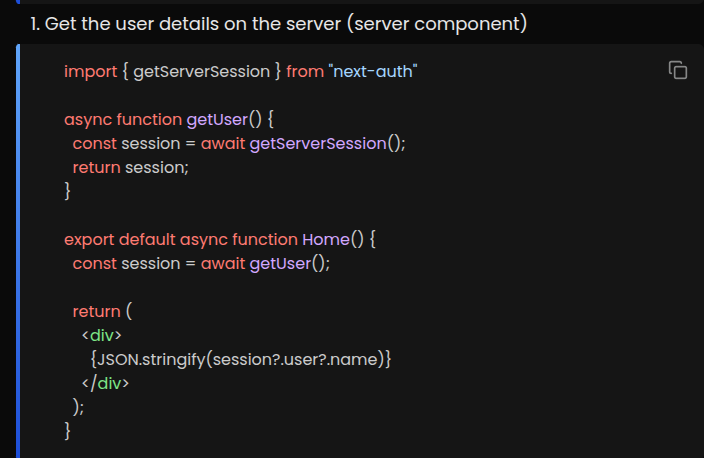 1. Get the user details on the server (server component)
import { getServerSession } from "next-auth"
async function getUser() {
const session = await getServerSession();
return session;
}
export default async function Home() {
const session = await getUser();
return (
<div>
{JSON.stringify(session?.user?.name)}
</div>
);
}